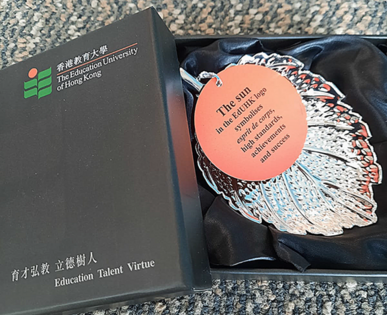 香港教育大學
The Education University
of Hong Kong
The sun
in the EdUHK logo
symbolises
esprit de corps,
high standards,
achievements
and success
育才弘教 立德樹人
Education Talent Virtue